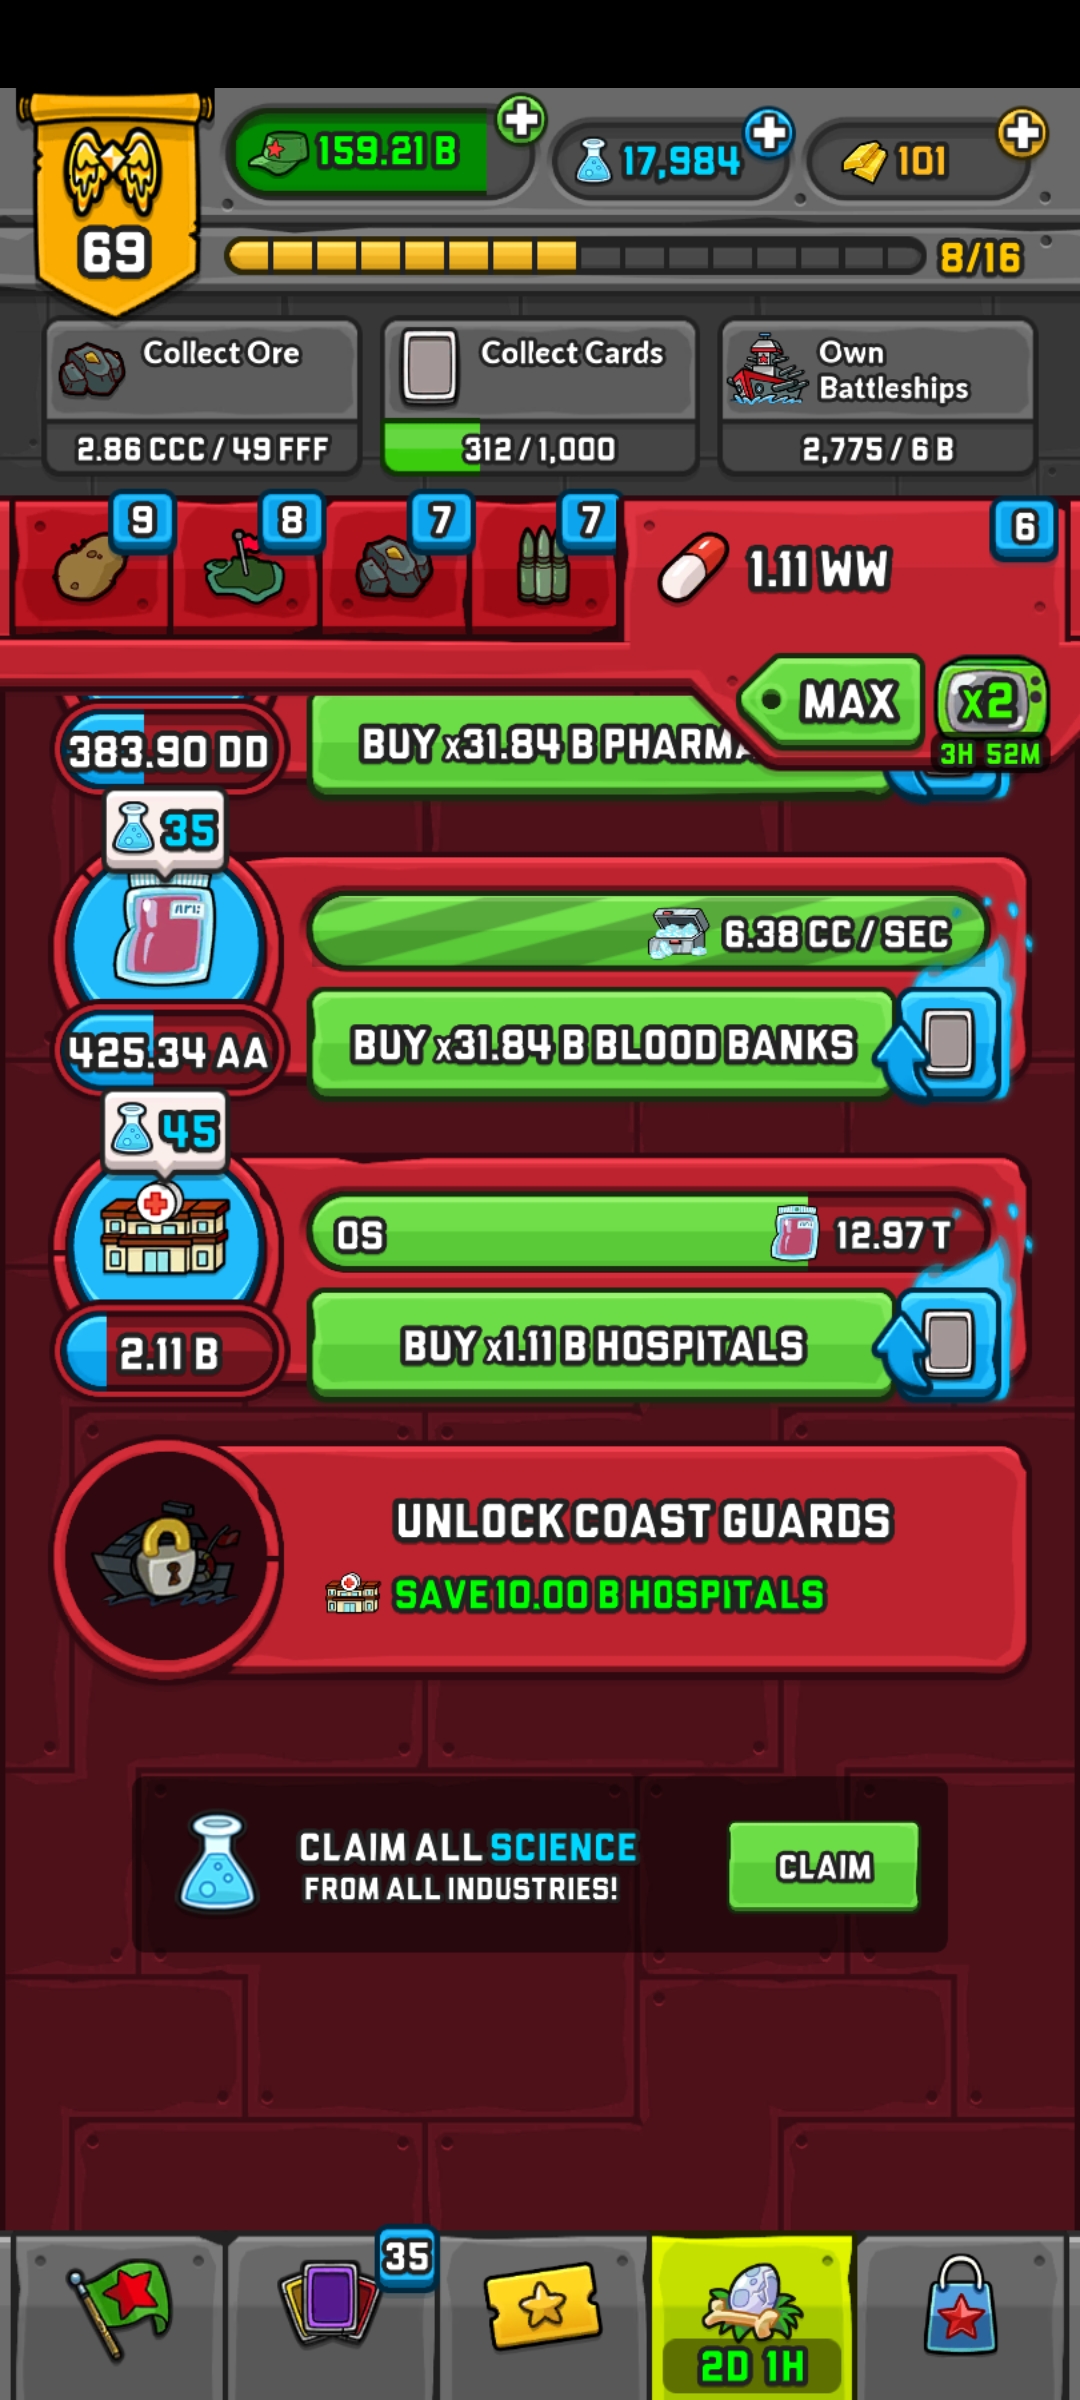 69
159.21 B
17,984
101
8/16
Collect Ore
2.86 CCC / 49 FFF
Collect Cards
312 / 1,000
Own
Battleships
2,775 / 6 B
9
8
7
7
1.11 WW
6
MAX
x2
3H 52M
383.90 DD
BUY x31.84 B PHARMA
35
6.38 CC / SEC
425.34 AA
BUY x31.84 B BLOOD BANKS
45
0S
12.97 T
2.11 B
BUY x1.11 B HOSPITALS
UNLOCK COAST GUARDS
SAVE 10.00 B HOSPITALS
CLAIM ALL SCIENCE
FROM ALL INDUSTRIES!
CLAIM
35
2D 1H